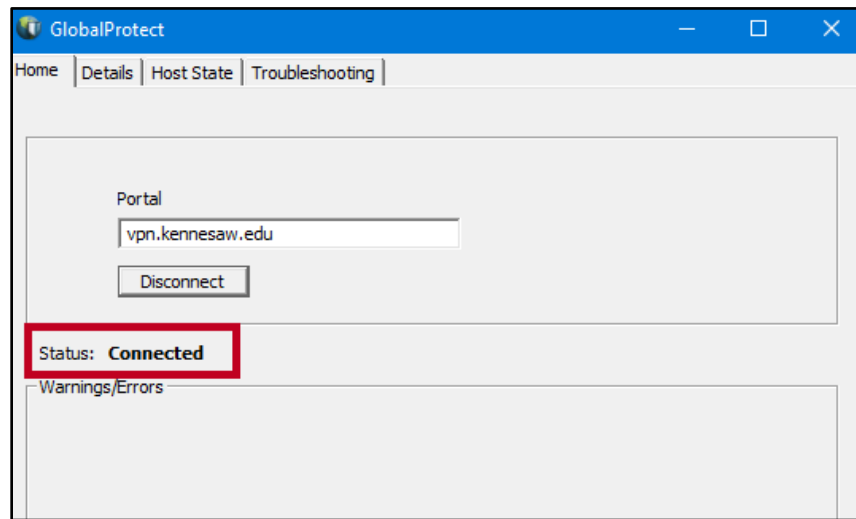 GlobalProtect
Home Details Host State Troubleshooting
Portal
vpn.kennesaw.edu
Disconnect
Status: Connected
Warnings/Errors